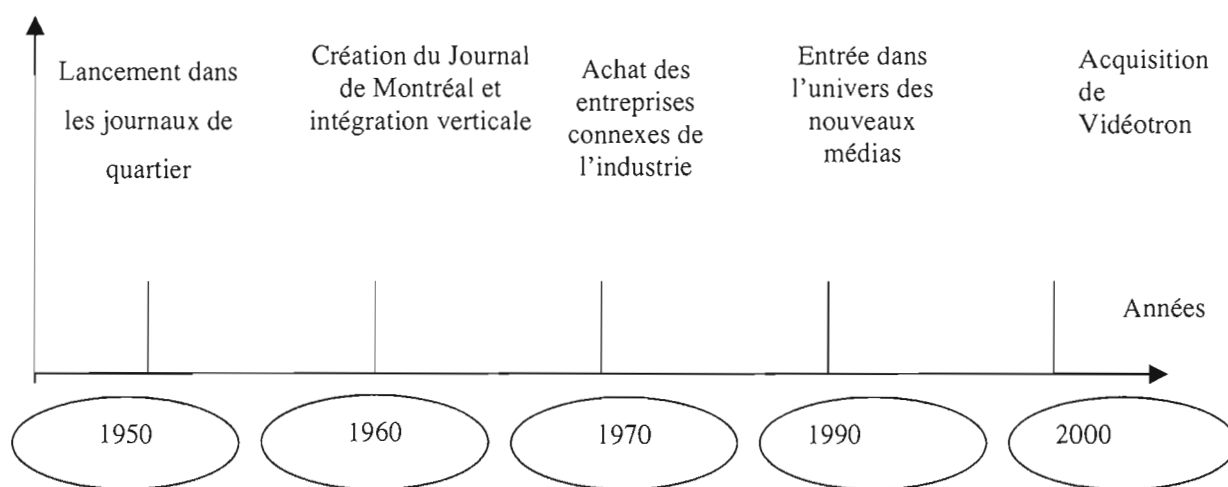 Lancement dans
les journaux de
quartier
Création du Journal
de Montréal et
intégration verticale
Achat des
entreprises
connexes de
l'industrie
Entrée dans
l'univers des
nouveaux
médias
Acquisition
de
Vidéotron
Années
1950
1960
1970
1990
2000